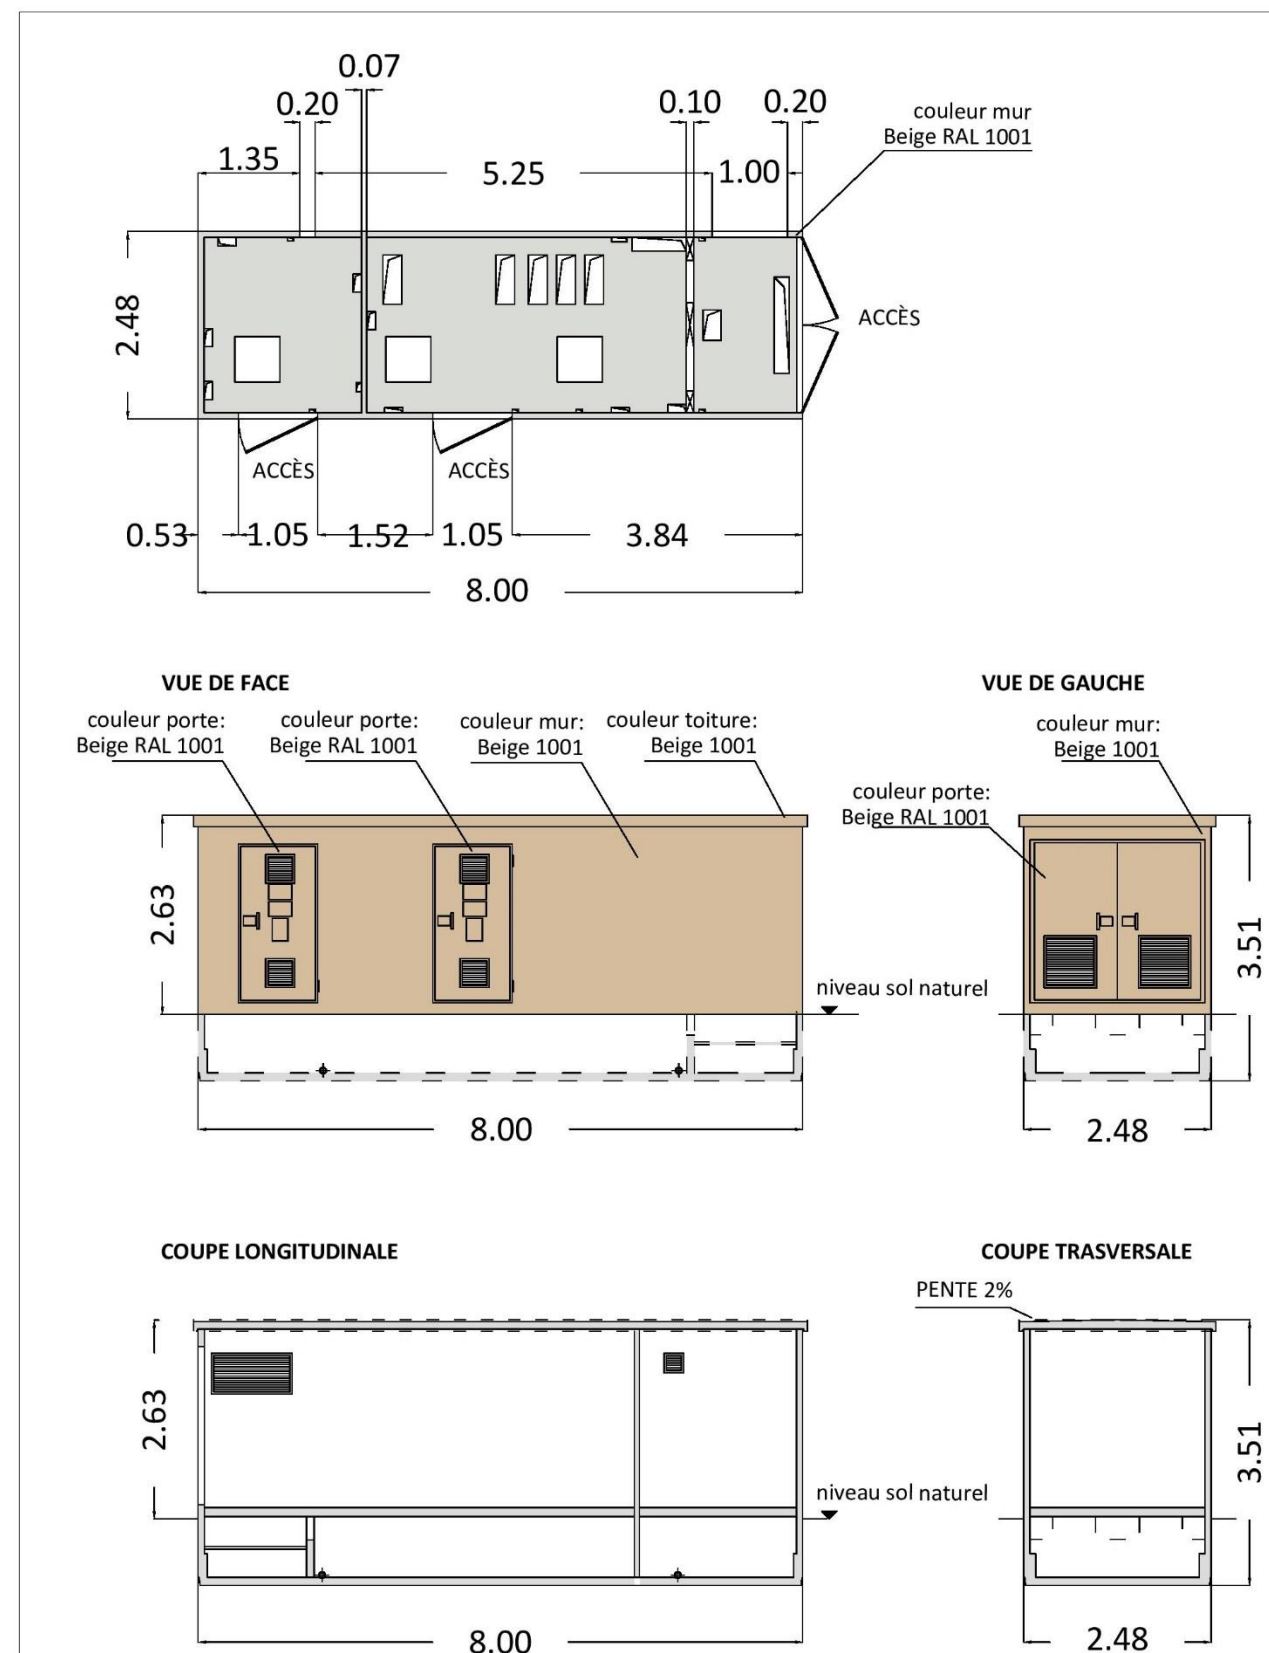 0.07
0.20
0.10
0.20
couleur mur
Beige RAL 1001
1.35
5.25
1.00
2.48
ACCÈS
ACCÈS
ACCÈS
0.53
1.05
1.52
1.05
3.84
8.00
VUE DE FACE
VUE DE GAUCHE
couleur porte:
Beige RAL 1001
couleur porte:
Beige RAL 1001
couleur mur:
Beige 1001
couleur toiture:
Beige 1001
couleur mur:
Beige 1001
couleur porte:
Beige RAL 1001
2.63
niveau sol naturel
3.51
8.00
2.48
COUPE LONGITUDINALE
COUPE TRASVERSALE
PENTE 2%
2.63
niveau sol naturel
3.51
8.00
2.48